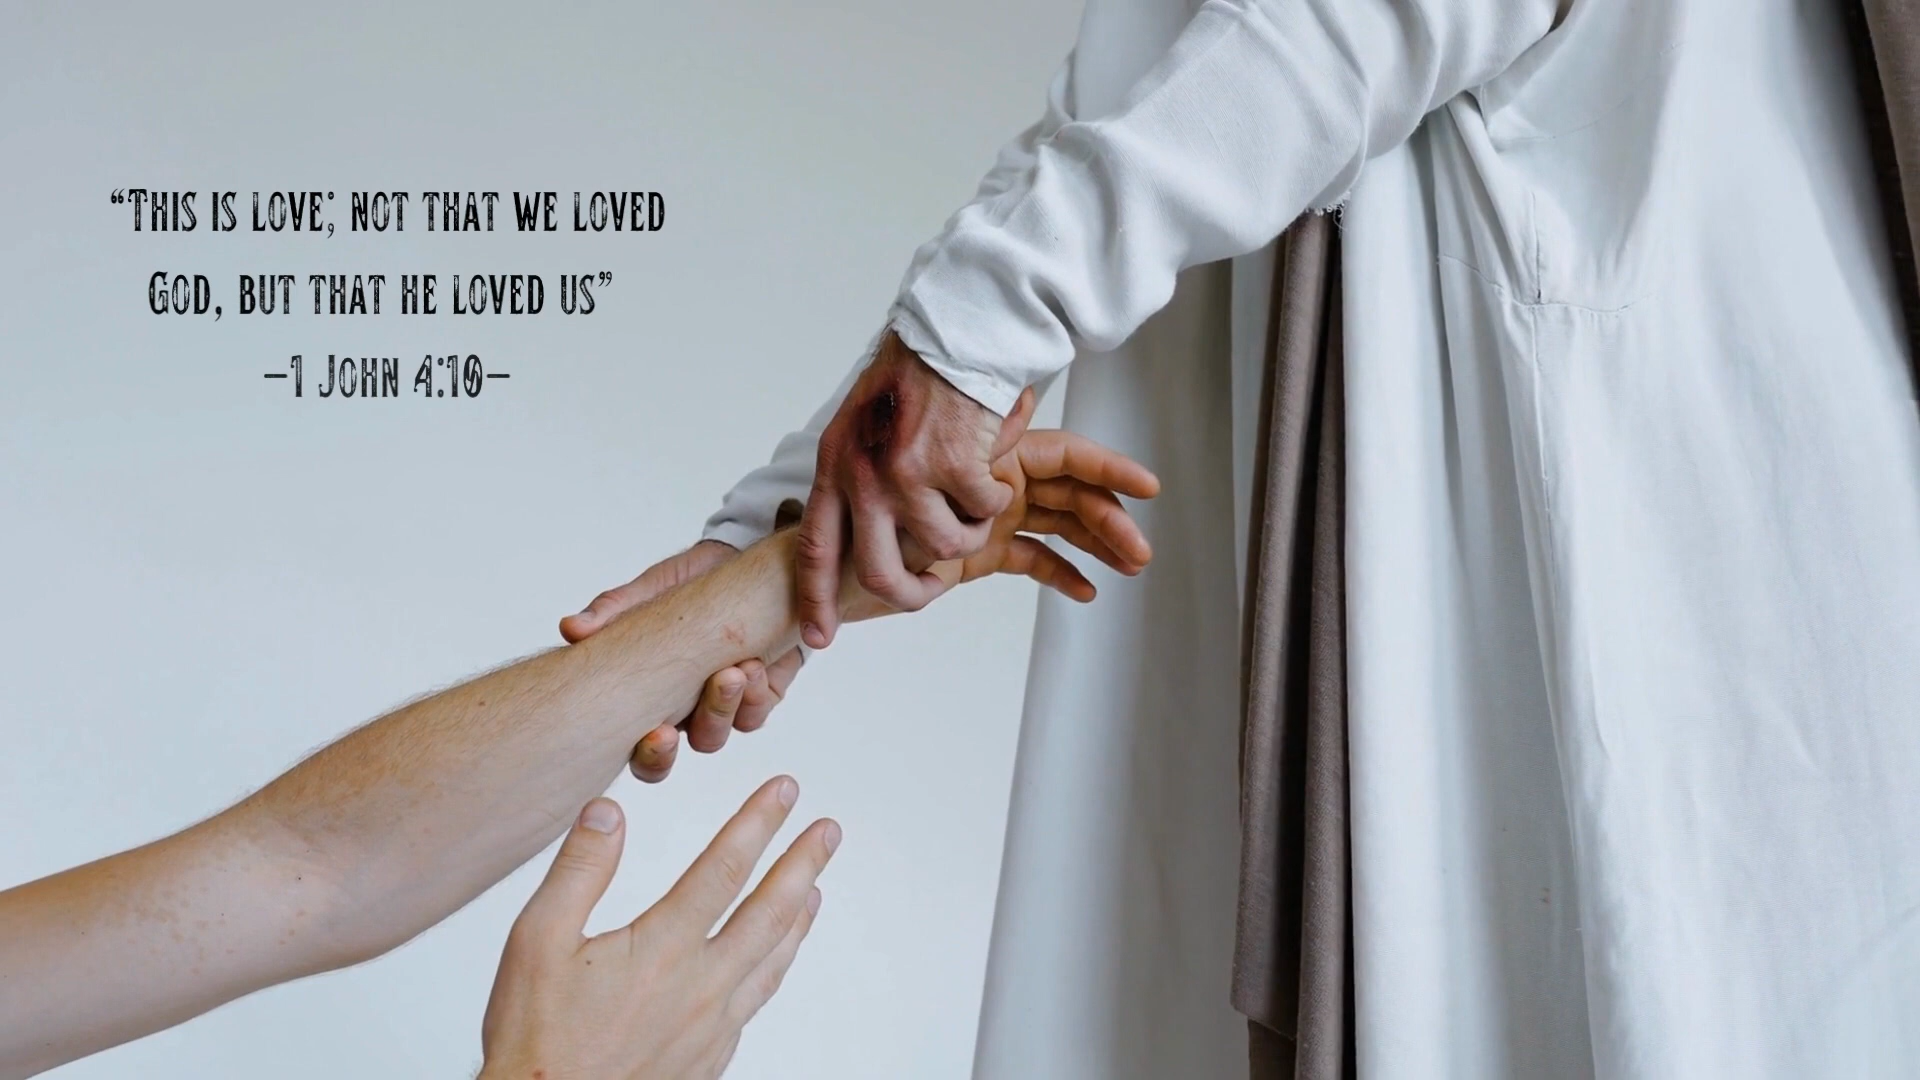 “This is love; not that we loved
God, but that he loved us”
–1 John 4:10–